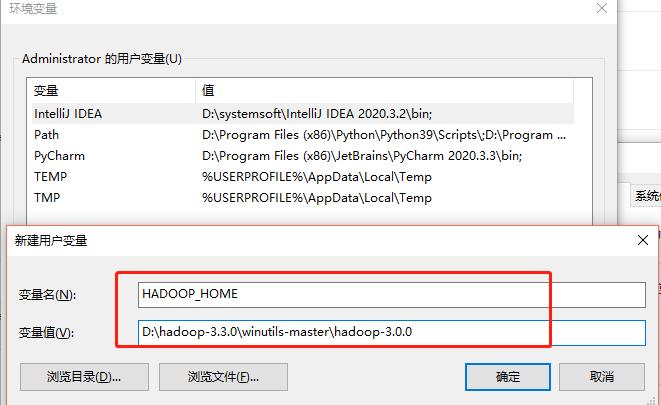 环境变量
Administrator 的用户变量(U)
变量 值
IntelliJ IDEA D:\systemsoft\IntelliJ IDEA 2020.3.2\bin;
Path D:\Program Files (x86)\Python\Python39\Scripts\;D:\Program ...
PyCharm D:\Program Files (x86)\JetBrains\PyCharm 2020.3.3\bin;
TEMP %USERPROFILE%\AppData\Local\Temp
TMP %USERPROFILE%\AppData\Local\Temp
系统
新建用户变量
变量名(N): HADOOP_HOME
变量值(V): D:\hadoop-3.3.0\winutils-master\hadoop-3.0.0
浏览目录(D)... 浏览文件(F)... 确定 取消